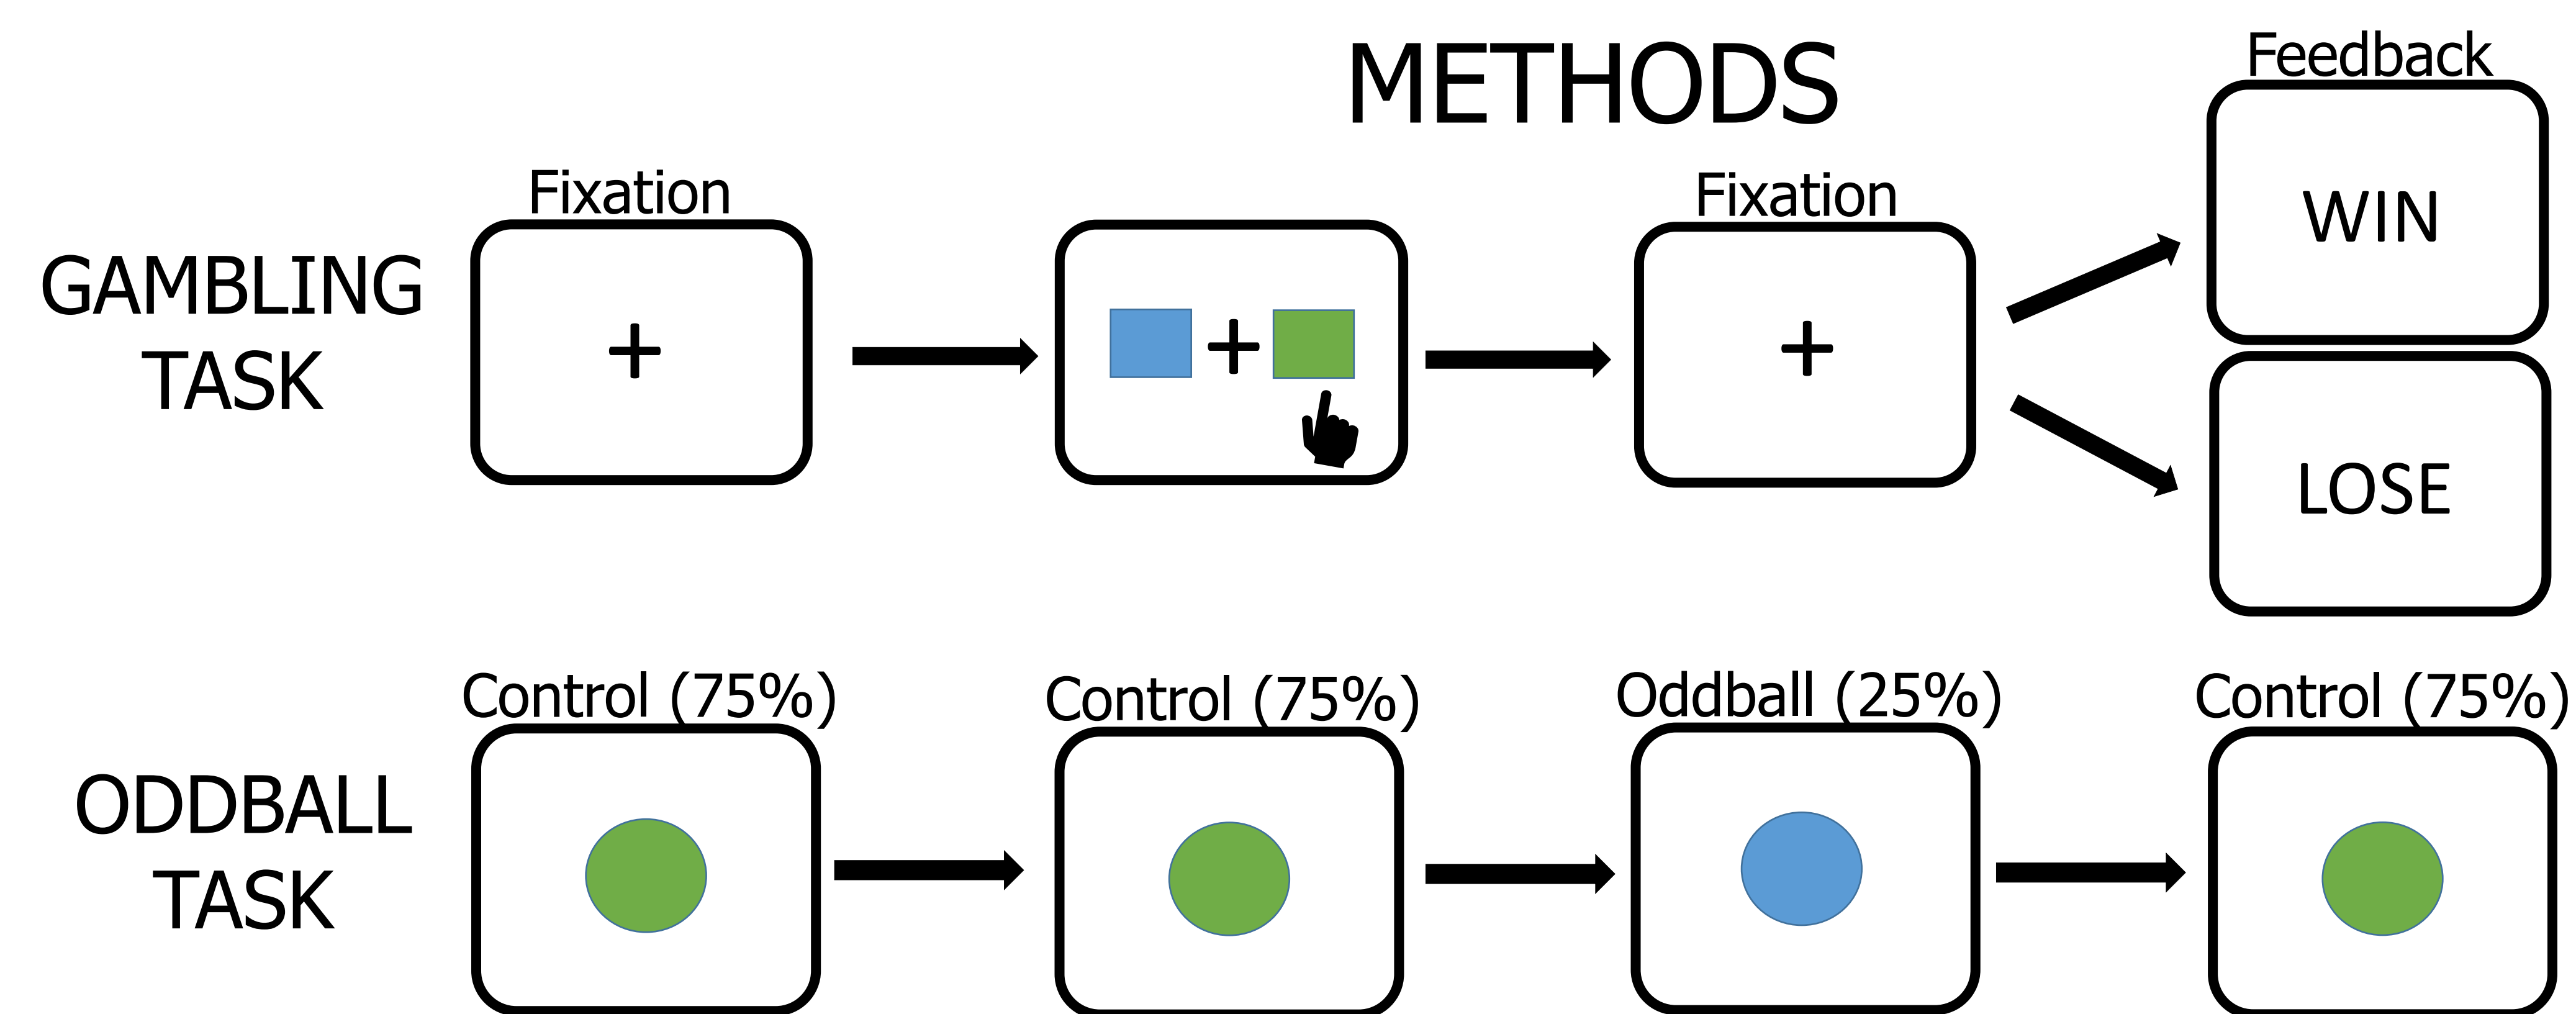 METHODS
GAMBLING
TASK
Fixation
+
+
Fixation
+
Feedback
WIN
LOSE
ODDBALL
TASK
Control (75%)
Control (75%)
Oddball (25%)
Control (75%)